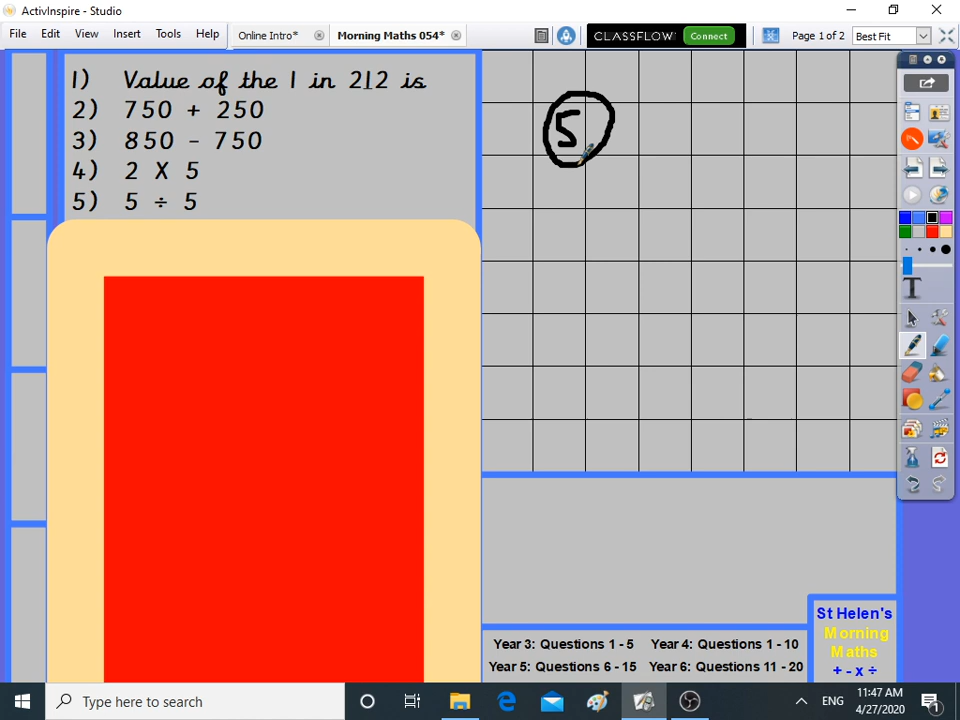 ActivInspire - Studio
File Edit View Insert Tools Help Online Intro* Morning Maths 054* CLASSFLOW Connect Page 1 of 2 Best Fit
1) Value of the 1 in 212 is
2) 750 + 250
3) 850 - 750
4) 2 X 5
5) 5 ÷ 5
5
T
Year 3: Questions 1 - 5 Year 4: Questions 1 - 10
Year 5: Questions 6 - 15 Year 6: Questions 11 - 20
St Helen's
Morning
Maths
+ - x ÷
Type here to search
ENG
11:47 AM
4/27/2020
1